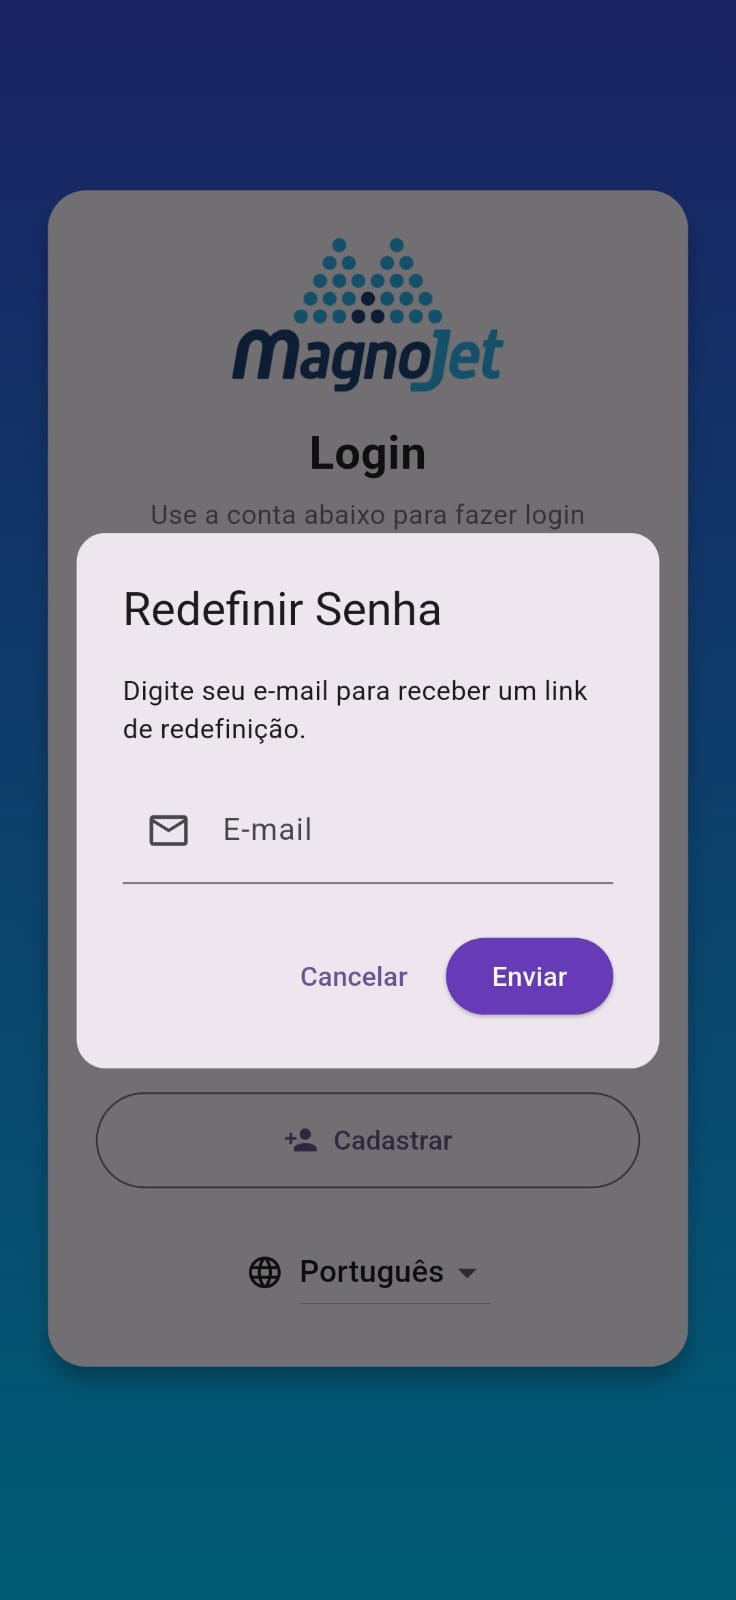 MagnoJet
Login
Use a conta abaixo para fazer login
Redefinir Senha
Digite seu e-mail para receber um link
de redefinição.
E-mail
Cancelar
Enviar
Cadastrar
Português